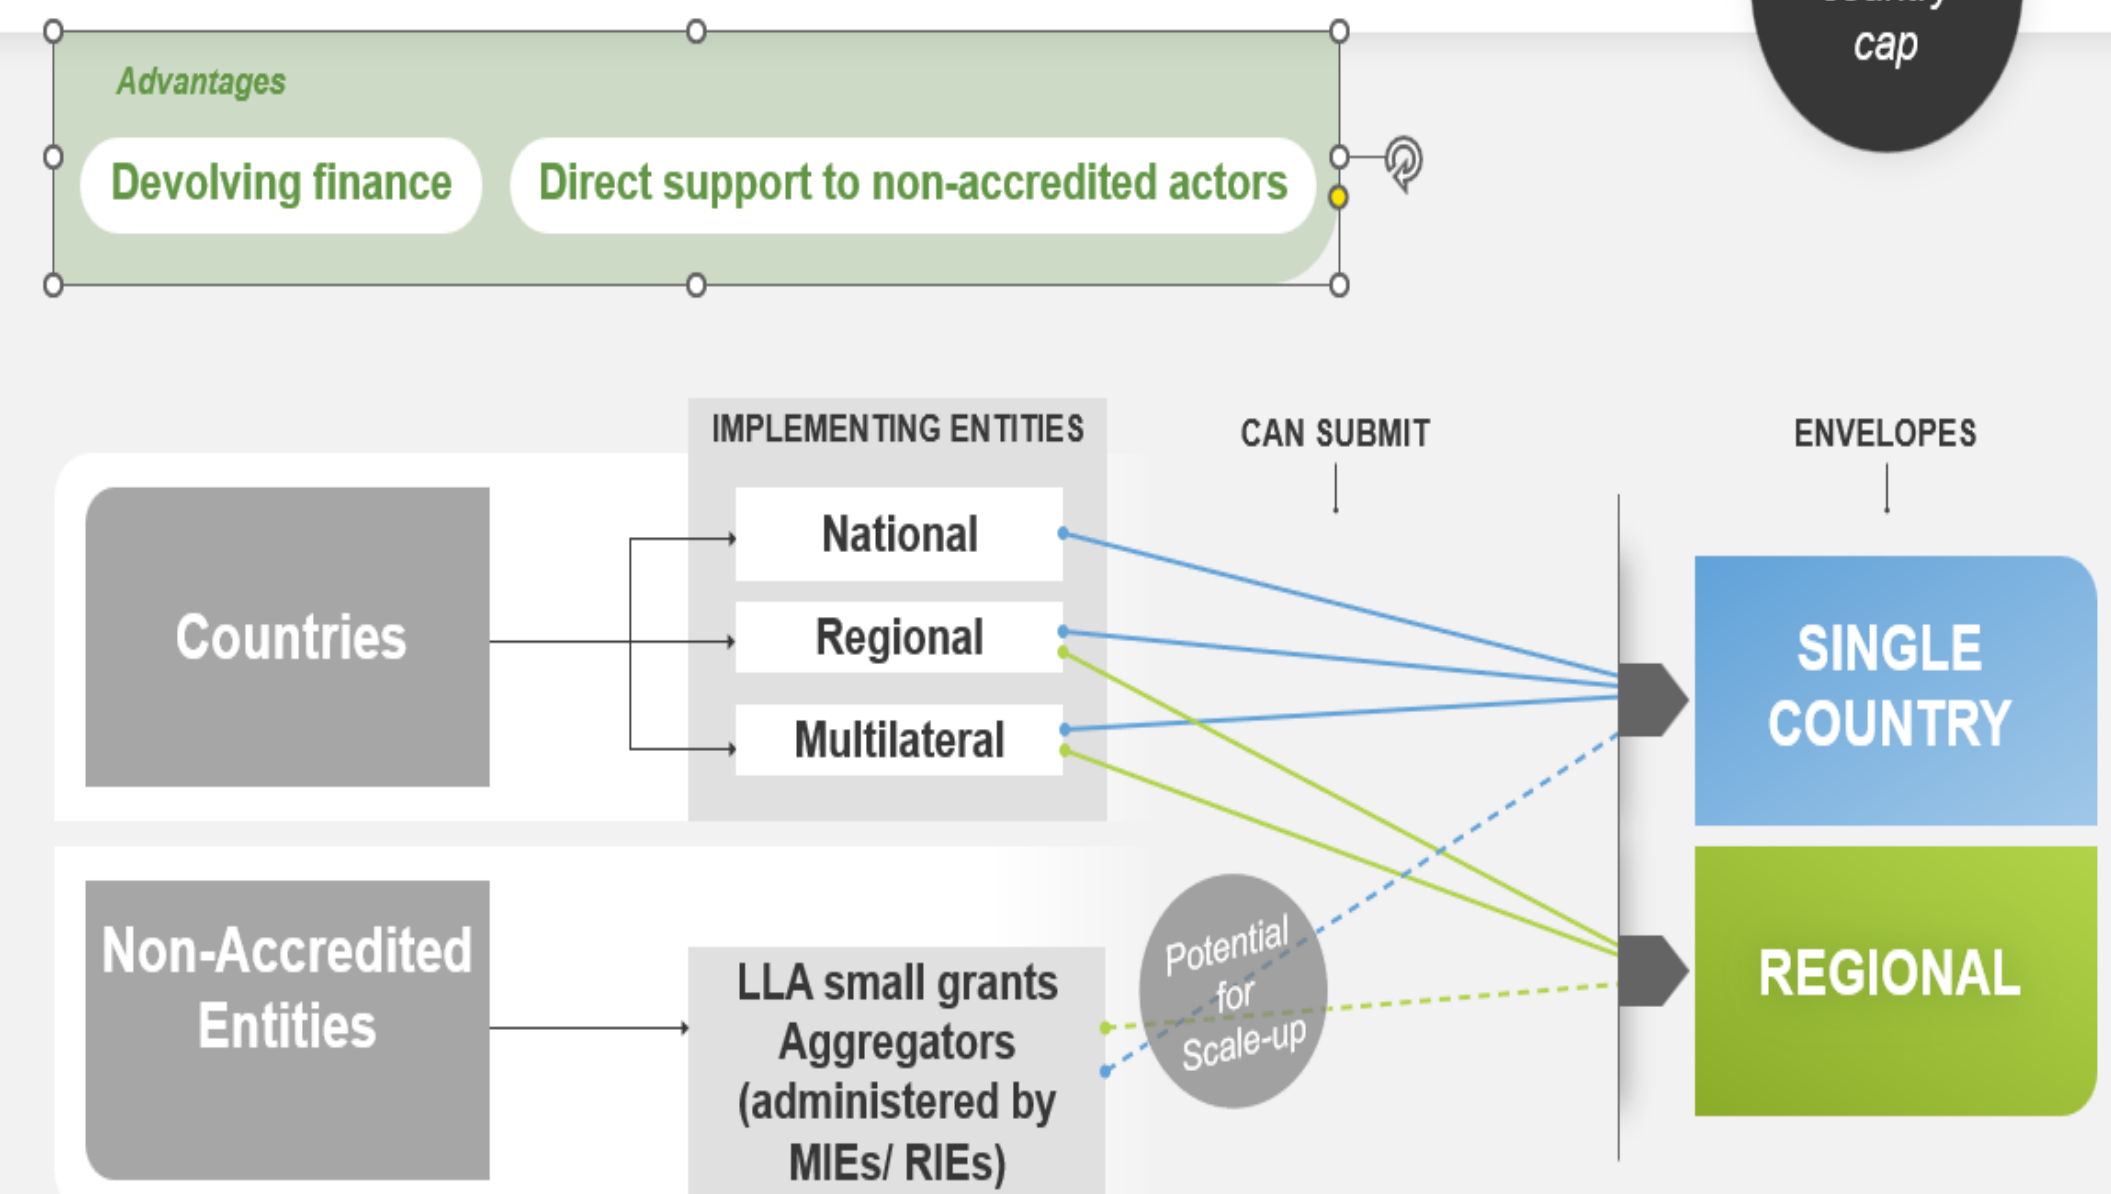 cap
Advantages
Devolving finance
Direct support to non-accredited actors
IMPLEMENTING ENTITIES
CAN SUBMIT
ENVELOPES
Countries
National
Regional
Multilateral
SINGLE
COUNTRY
Non-Accredited
Entities
LLA small grants
Aggregators
(administered by
MIEs/ RIEs)
Potential
for
Scale-up
REGIONAL